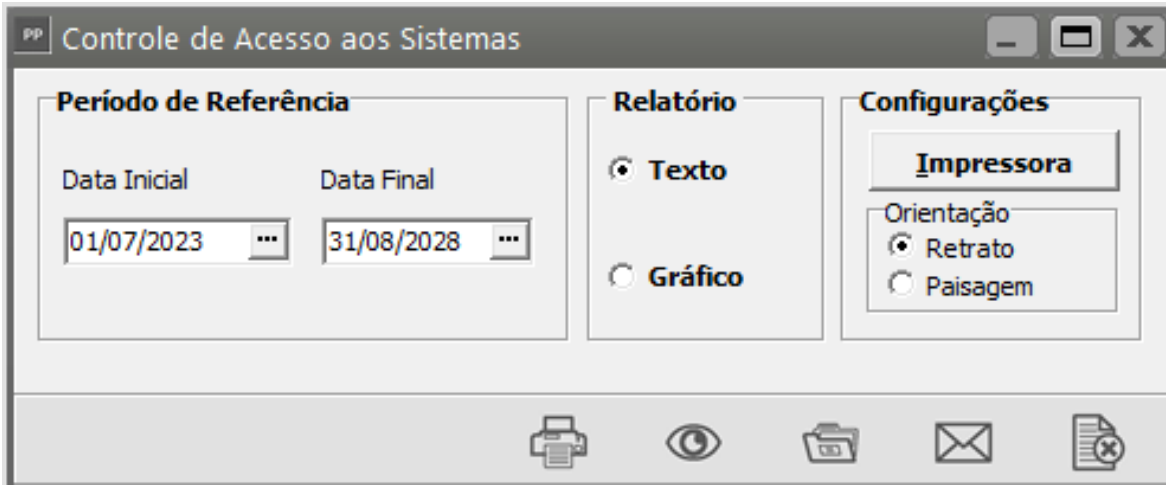 PP Controle de Acesso aos Sistemas
Período de Referência
Data Inicial Data Final
01/07/2023 ... 31/08/2028 ...
Relatório
Texto
Gráfico
Configurações
Impressora
Orientação
Retrato
Paisagem